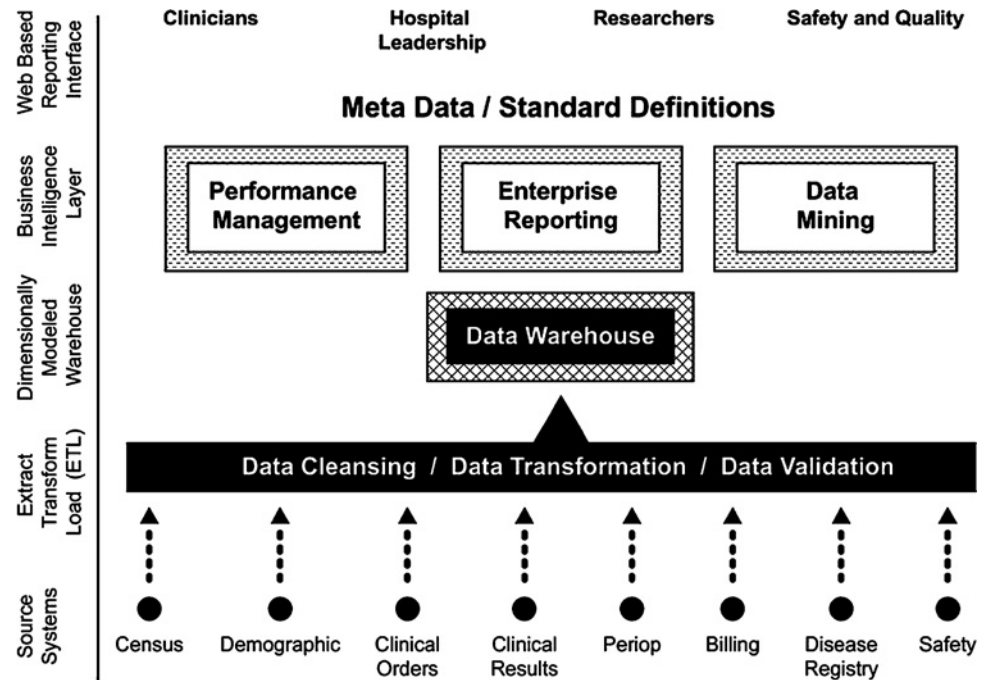 Web Based
Reporting
Interface
Clinicians
Hospital
Leadership
Researchers
Safety and Quality
Meta Data / Standard Definitions
Business
Intelligence
Layer
Performance
Management
Enterprise
Reporting
Data
Mining
Dimensionally
Modeled
Warehouse
Data Warehouse
Extract
Transform
Load (ETL)
Data Cleansing / Data Transformation / Data Validation
Source
Systems
Census
Demographic
Clinical
Orders
Clinical
Results
Periop
Billing
Disease
Registry
Safety